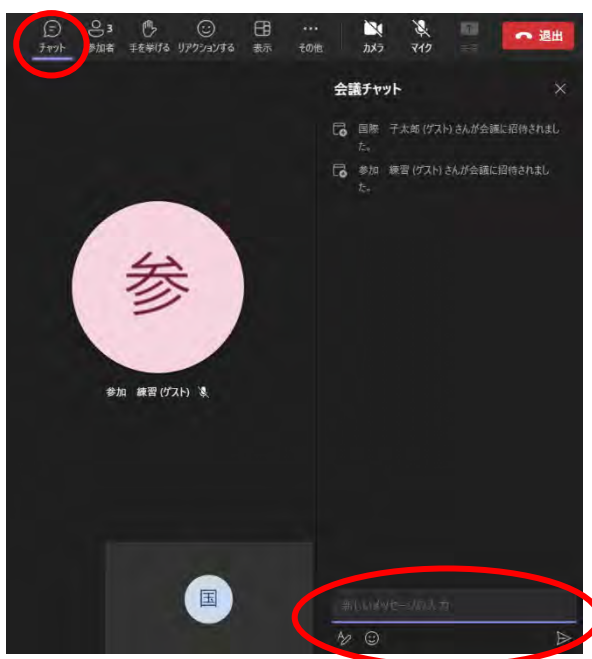 チャット 3 参加者 手を挙げる リアクションする 表示 その他 カメラ マイク 共有 退出
会議チャット
国際 子太郎 (ゲスト) さんが会議に招待されまし
た。
参加 練習 (ゲスト) さんが会議に招待されまし
た。
参
参加 練習 (ゲスト)
国
新しいメッセージの入力